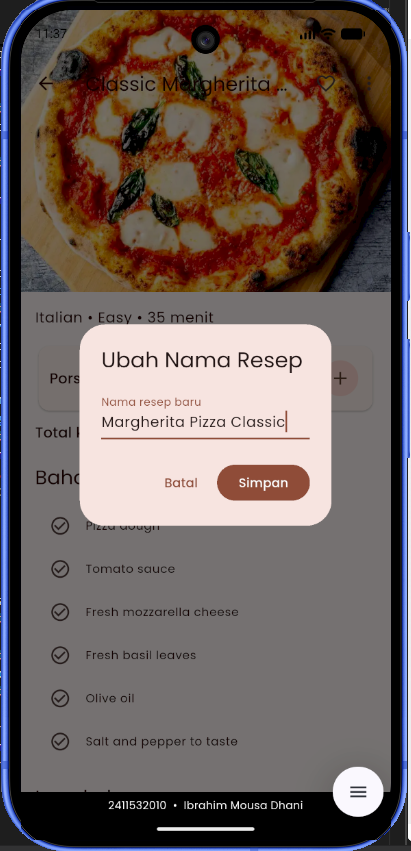 11.37
Classic Margherita ...
Italian • Easy • 35 menit
Ubah Nama Resep
Pors
Nama resep baru
Margherita Pizza Classic
Total
Baha
Batal
Simpan
Pizza dough
Tomato sauce
Fresh mozzarella cheese
Fresh basil leaves
Olive oil
Salt and pepper to taste
2411532010 • Ibrahim Mousa Dhani